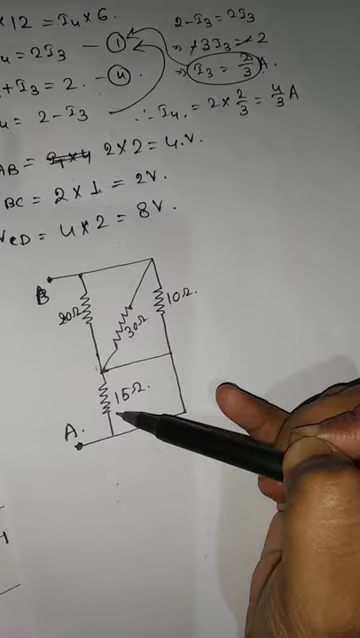 ×12 = I4×6.
2-I3 = 2I3
4 = 2I3 — ①
⇒ +3I3 = +2
+I3 = 2. — ④
⇒ I3 = 2/3 A.
4 = 2-I3
∴ I4, = 2×2/3 = 4/3 A
AB = 2×2 = 4.V.
BC = 2×1 = 2V.
VCD = 4×2 = 8V.
B
20Ω
30Ω
10Ω.
15Ω.
A.